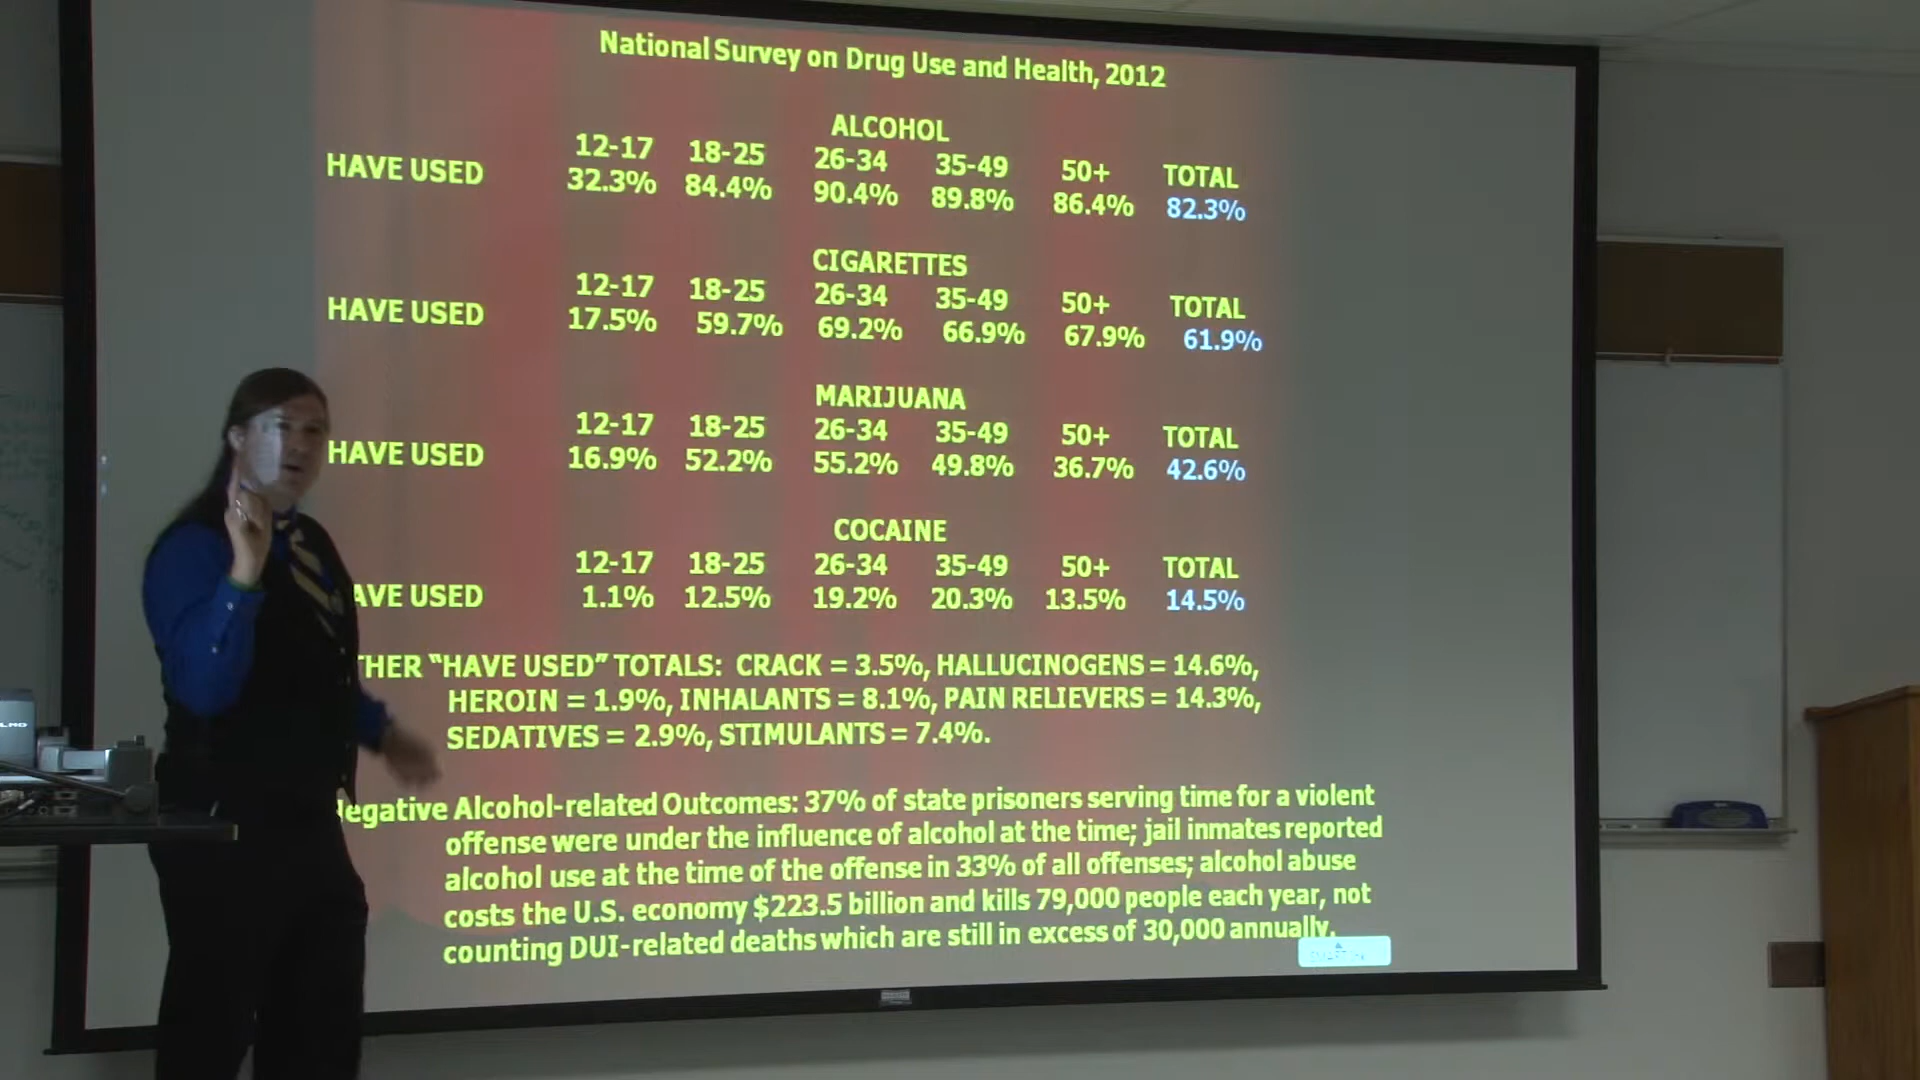 National Survey on Drug Use and Health, 2012
ALCOHOL
12-17 18-25 26-34 35-49 50+ TOTAL
HAVE USED 32.3% 84.4% 90.4% 89.8% 86.4% 82.3%
CIGARETTES
12-17 18-25 26-34 35-49 50+ TOTAL
HAVE USED 17.5% 59.7% 69.2% 66.9% 67.9% 61.9%
MARIJUANA
12-17 18-25 26-34 35-49 50+ TOTAL
HAVE USED 16.9% 52.2% 55.2% 49.8% 36.7% 42.6%
COCAINE
12-17 18-25 26-34 35-49 50+ TOTAL
AVE USED 1.1% 12.5% 19.2% 20.3% 13.5% 14.5%
THER “HAVE USED” TOTALS: CRACK = 3.5%, HALLUCINOGENS = 14.6%,
HEROIN = 1.9%, INHALANTS = 8.1%, PAIN RELIEVERS = 14.3%,
SEDATIVES = 2.9%, STIMULANTS = 7.4%.
Negative Alcohol-related Outcomes: 37% of state prisoners serving time for a violent
offense were under the influence of alcohol at the time; jail inmates reported
alcohol use at the time of the offense in 33% of all offenses; alcohol abuse
costs the U.S. economy $223.5 billion and kills 79,000 people each year, not
counting DUI-related deaths which are still in excess of 30,000 annually.